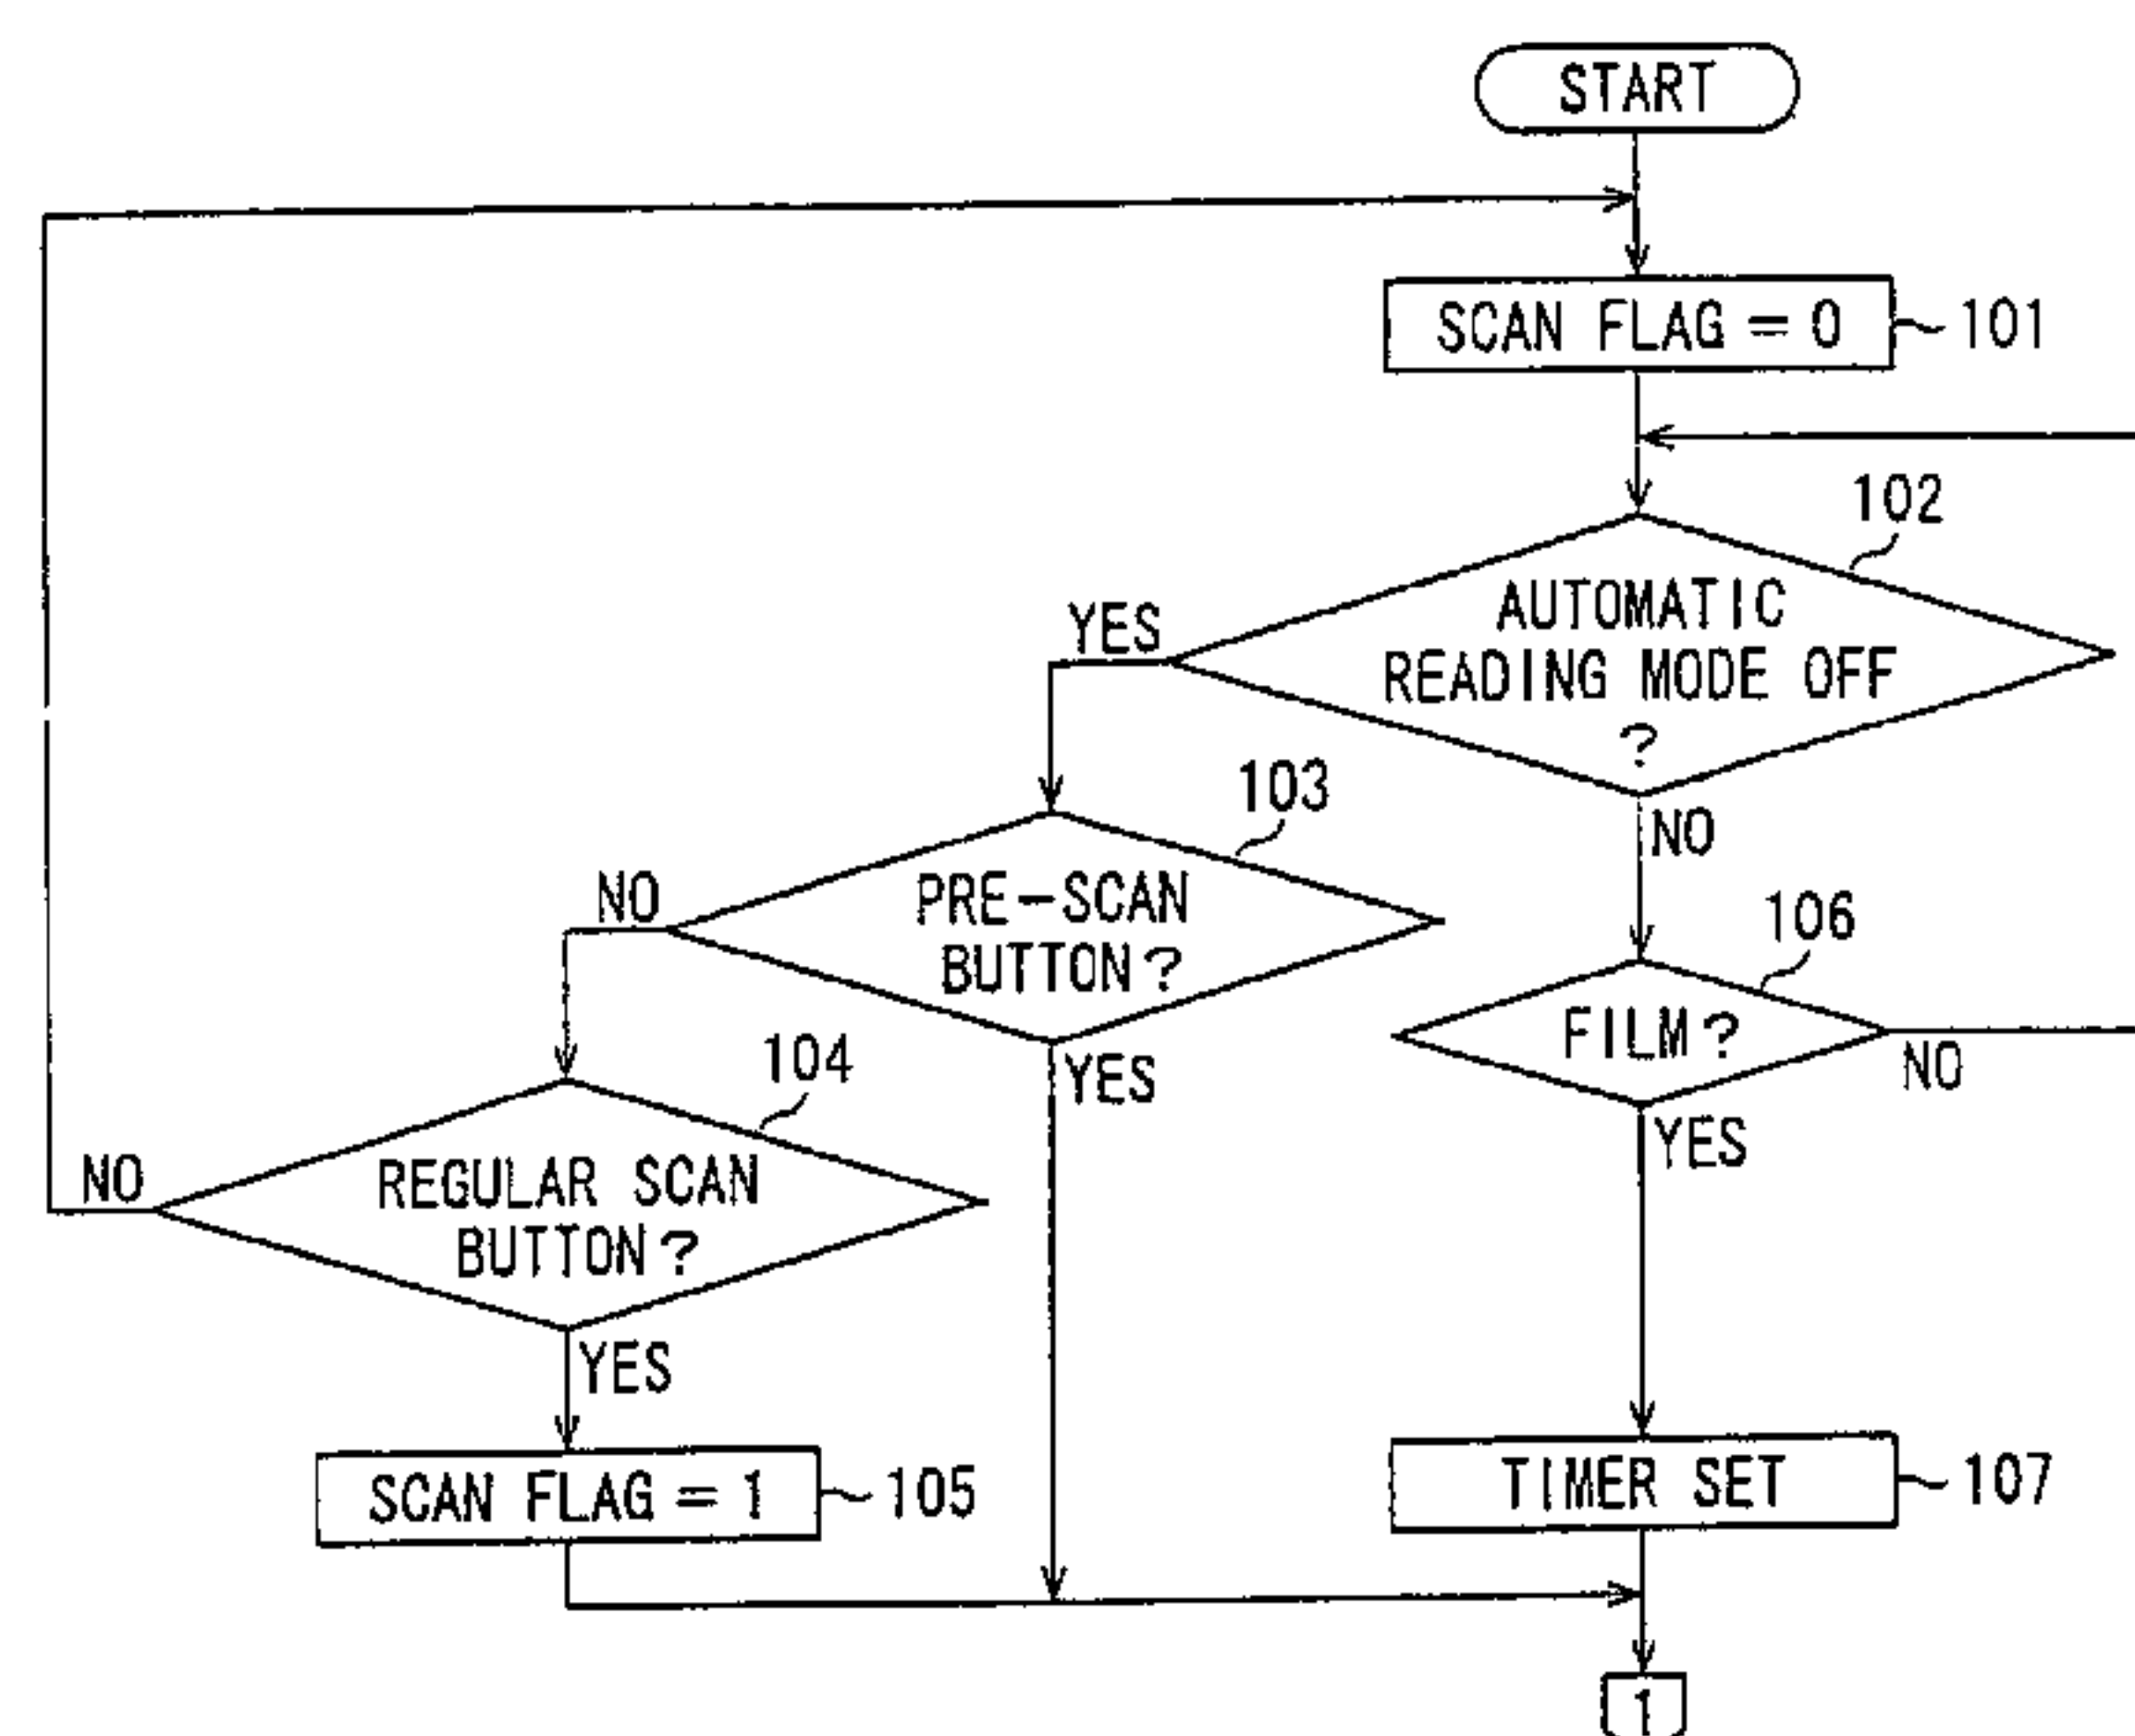 START
SCAN FLAG = 0
101
102
AUTOMATIC
READING MODE OFF
?
YES
NO
103
PRE-SCAN
BUTTON?
NO
YES
106
FILM?
NO
YES
104
REGULAR SCAN
BUTTON?
NO
YES
SCAN FLAG = 1
105
TIMER SET
107
1